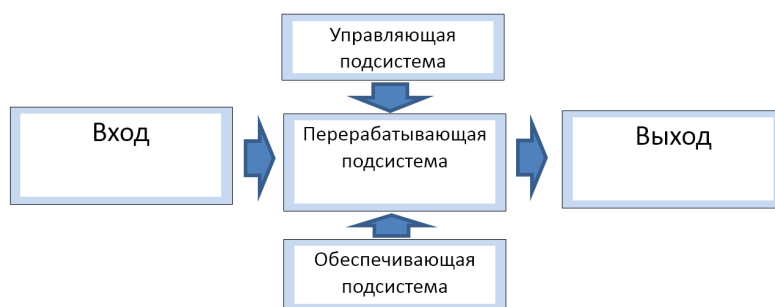 Управляющая
подсистема
Вход
Перерабатывающая
подсистема
Выход
Обеспечивающая
подсистема